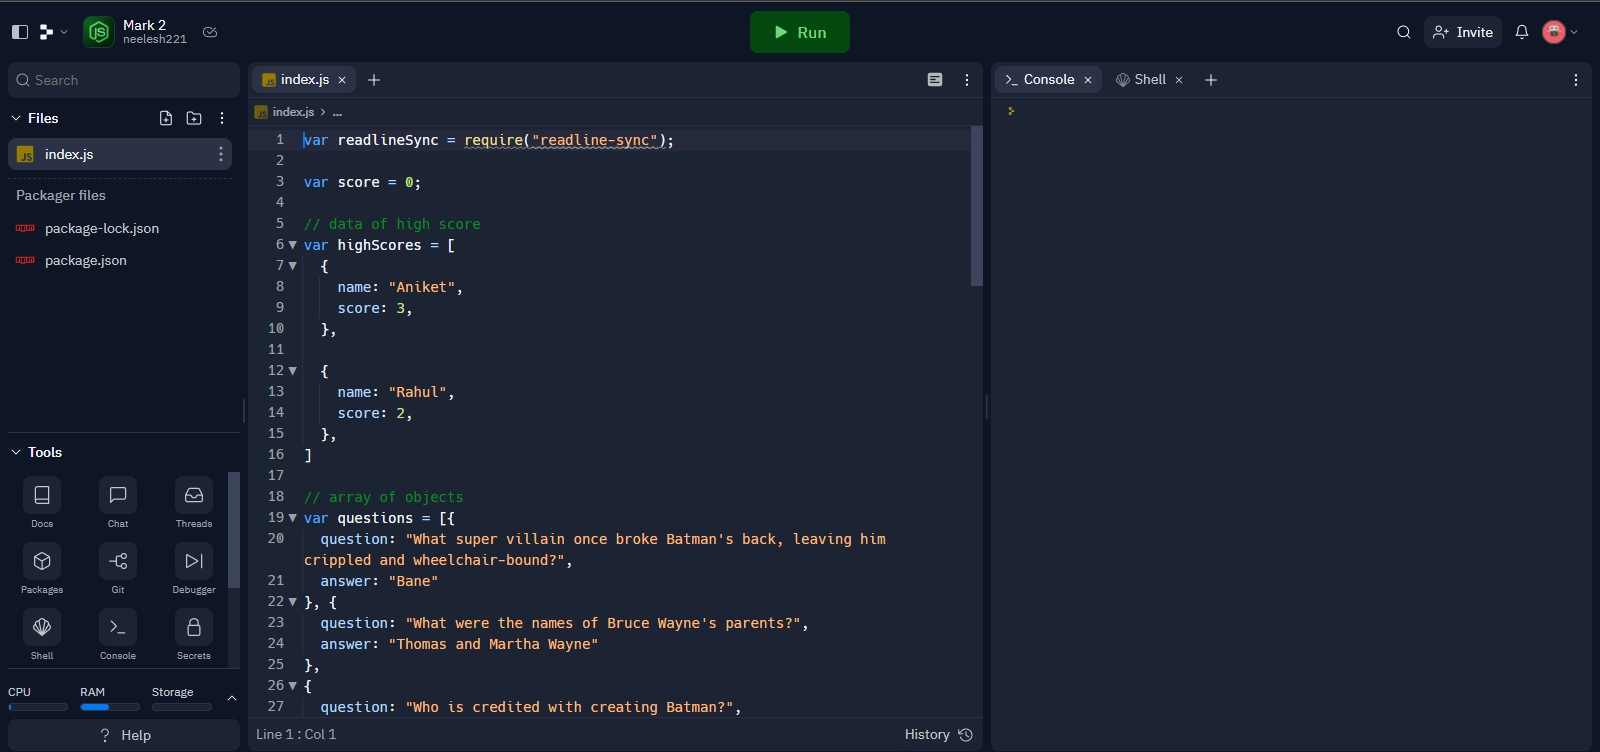 Mark 2
neelesh221
Run
Invite
Search
Files
index.js
Packager files
package-lock.json
package.json
Tools
Docs
Chat
Threads
Packages
Git
Debugger
Shell
Console
Secrets
CPU
RAM
Storage
? Help
JS index.js × +
JS index.js > ...
1 var readlineSync = require("readline-sync");
2
3 var score = 0;
4
5 // data of high score
6 var highScores = [
7 {
8 name: "Aniket",
9 score: 3,
10 },
11
12 {
13 name: "Rahul",
14 score: 2,
15 },
16 ]
17
18 // array of objects
19 var questions = [{
20 question: "What super villain once broke Batman's back, leaving him
crippled and wheelchair-bound?",
21 answer: "Bane"
22 }, {
23 question: "What were the names of Bruce Wayne's parents?",
24 answer: "Thomas and Martha Wayne"
25 },
26 {
27 question: "Who is credited with creating Batman?",
Line 1 : Col 1
History
>_ Console × Shell × +